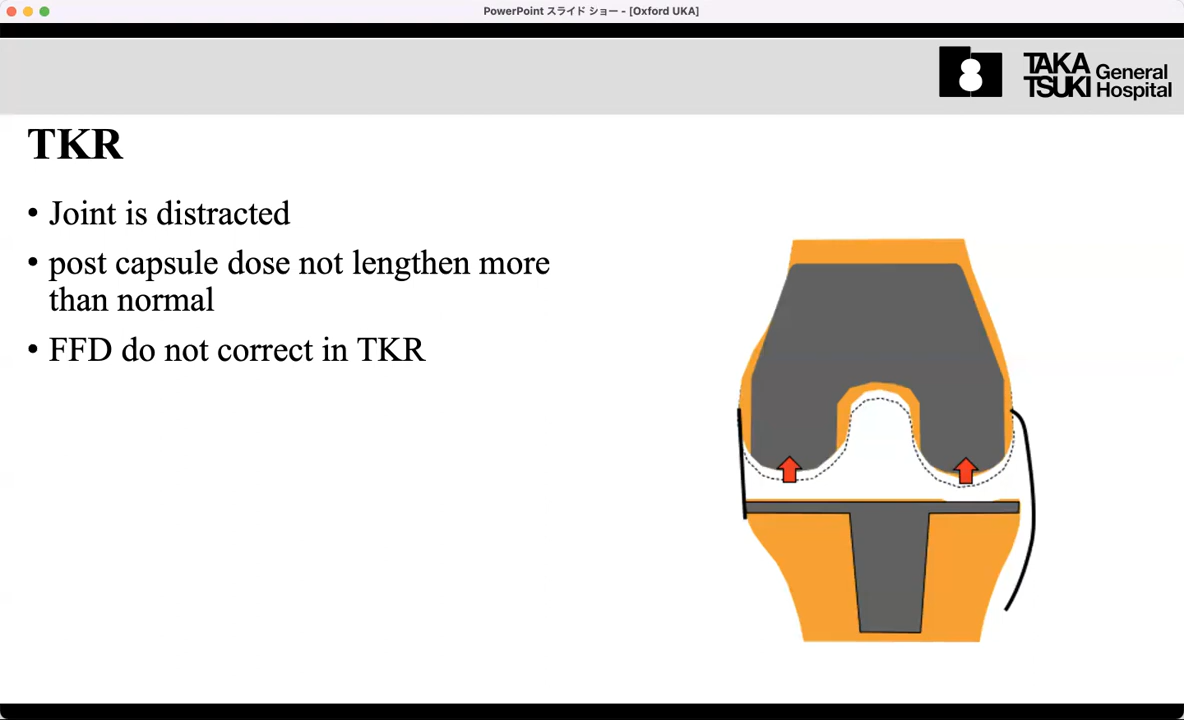 PowerPoint スライド ショー - [Oxford UKA]
TAKA
TSUKI
General
Hospital
TKR
• Joint is distracted
• post capsule dose not lengthen more
than normal
• FFD do not correct in TKR